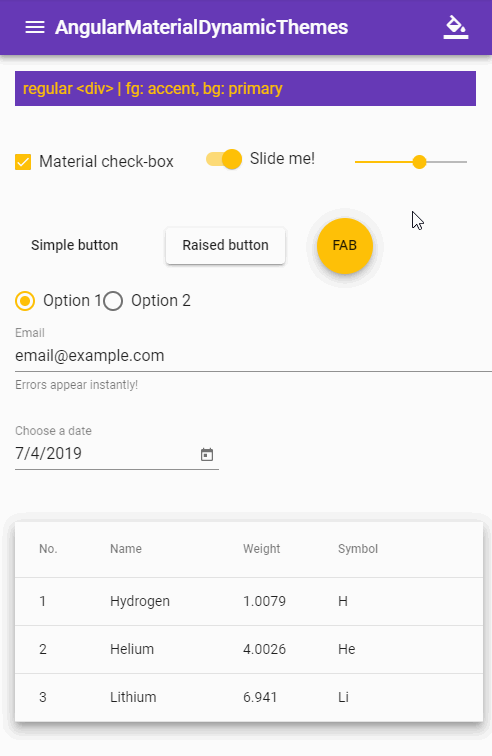 AngularMaterialDynamicThemes
regular <div> | fg: accent, bg: primary
Material check-box Slide me!
Simple button Raised button FAB
Option 1 Option 2
Email
email@example.com
Errors appear instantly!
Choose a date
7/4/2019
No. Name Weight Symbol
1 Hydrogen 1.0079 H
2 Helium 4.0026 He
3 Lithium 6.941 Li